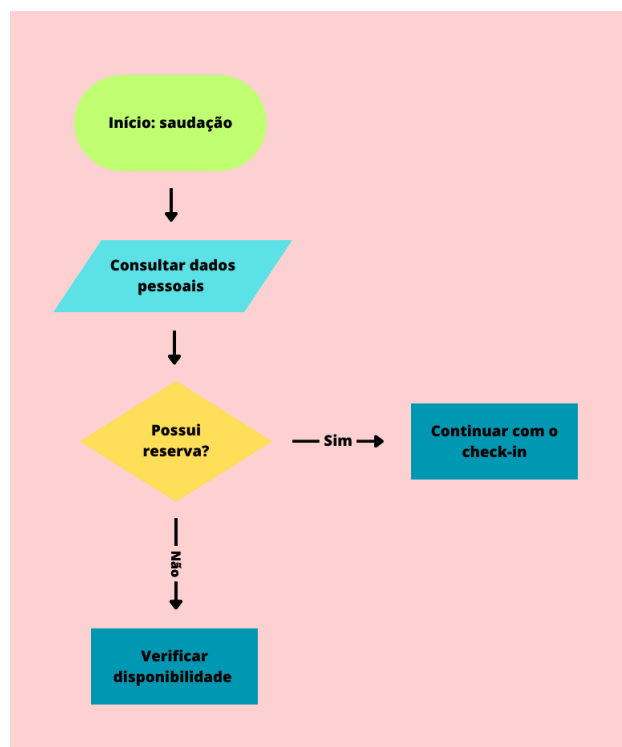 Início: saudação
Consultar dados
pessoais
Possui
reserva?
Sim
Continuar com o
check-in
Não
Verificar
disponibilidade